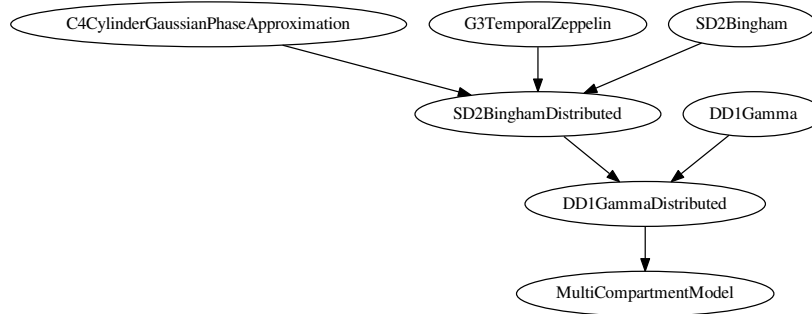 C4CylinderGaussianPhaseApproximation
G3TemporalZeppelin
SD2Bingham
SD2BinghamDistributed
DD1Gamma
DD1GammaDistributed
MultiCompartmentModel